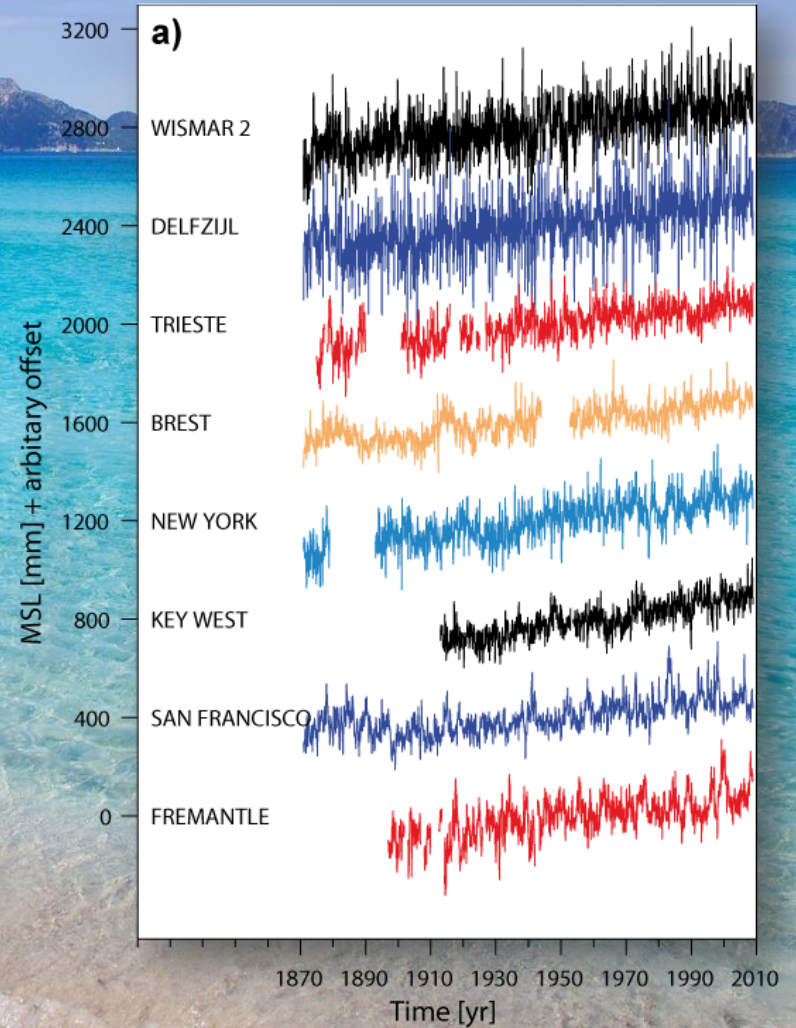 a)
3200
2800
2400
2000
1600
1200
800
400
0
WISMAR 2
DELFZIJL
TRIESTE
BREST
NEW YORK
KEY WEST
SAN FRANCISCO
FREMANTLE
MSL [mm] + arbitary offset
1870 1890 1910 1930 1950 1970 1990 2010
Time [yr]